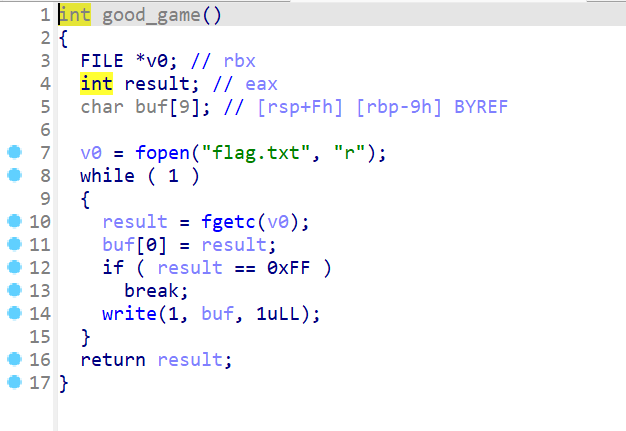 1 int good_game()
2 {
3   FILE *v0; // rbx
4   int result; // eax
5   char buf[9]; // [rsp+Fh] [rbp-9h] BYREF
6
7   v0 = fopen("flag.txt", "r");
8   while ( 1 )
9   {
10     result = fgetc(v0);
11     buf[0] = result;
12     if ( result == 0xFF )
13       break;
14     write(1, buf, 1uLL);
15   }
16   return result;
17 }